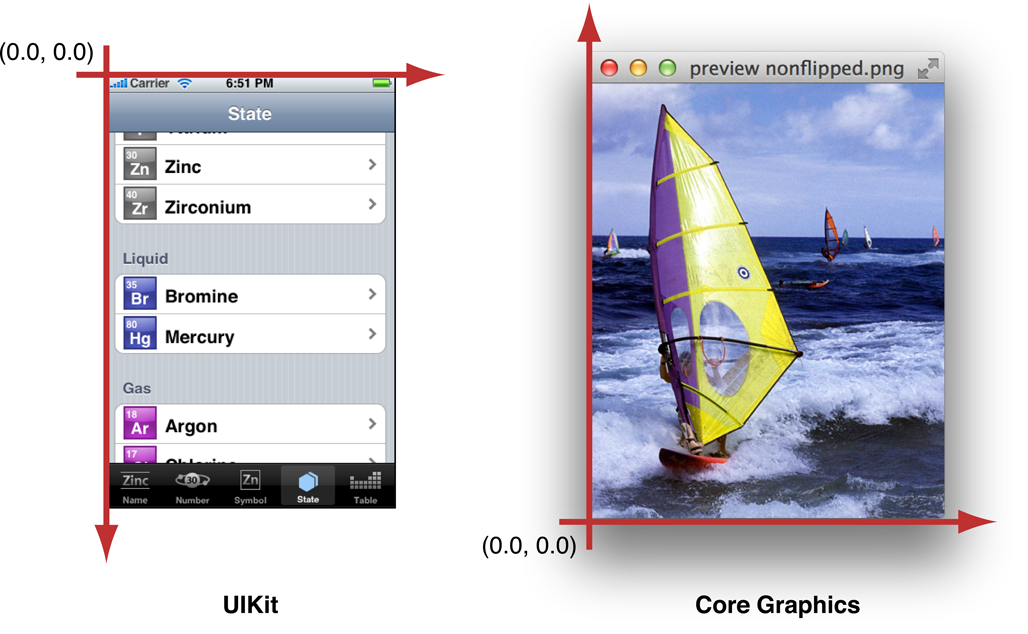 (0.0, 0.0)
Carrier 6:51 PM
State
30
Zn Zinc
40
Zr Zirconium
Liquid
35
Br Bromine
80
Hg Mercury
Gas
18
Ar Argon
17
Zinc 30 Zn
Name Number Symbol State Table
UIKit
preview nonflipped.png
(0.0, 0.0)
Core Graphics